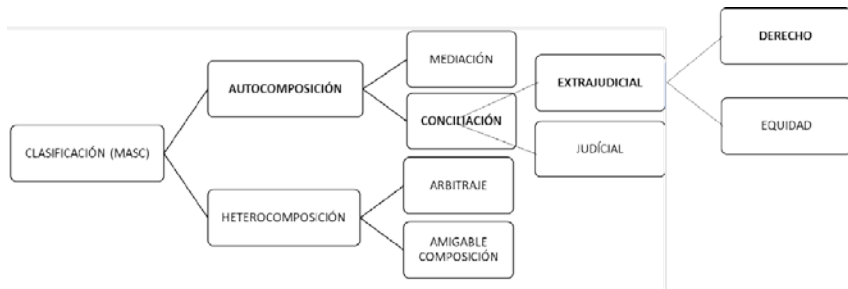 CLASIFICACIÓN (MASC)
AUTOCOMPOSICIÓN
HETEROCOMPOSICIÓN
MEDIACIÓN
CONCILIACIÓN
ARBITRAJE
AMIGABLE
COMPOSICIÓN
EXTRAJUDICIAL
JUDÍCIAL
DERECHO
EQUIDAD